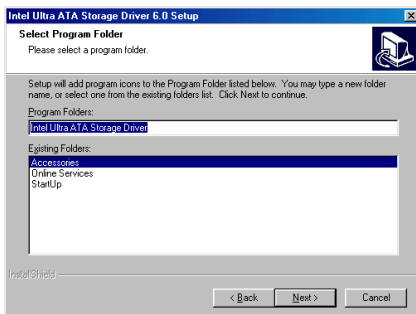 Intel Ultra ATA Storage Driver 6.0 Setup
Select Program Folder
Please select a program folder.
Setup will add program icons to the Program Folder listed below. You may type a new folder
name, or select one from the existing folders list. Click Next to continue.
Program Folders:
Intel Ultra ATA Storage Driver
Existing Folders:
Accessories
Online Services
StartUp
InstallShield
< Back
Next >
Cancel